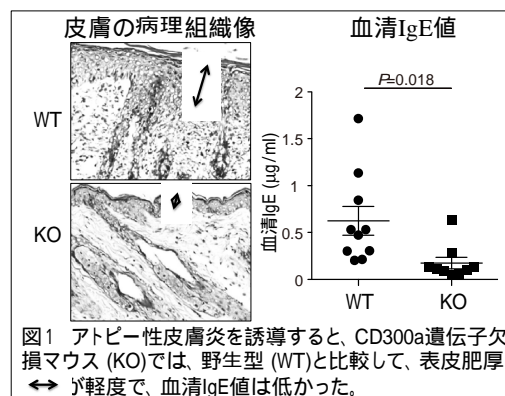 皮膚の病理組織像
血清IgE値
WT
KO
P=0.018
血清IgE (μg/ml)
2
1.5
1
0.5
0
WT
KO
図1 アトピー性皮膚炎を誘導すると、CD300a遺伝子欠
損マウス (KO)では、野生型 (WT)と比較して、表皮肥厚
↔ が軽度で、血清IgE値は低かった。